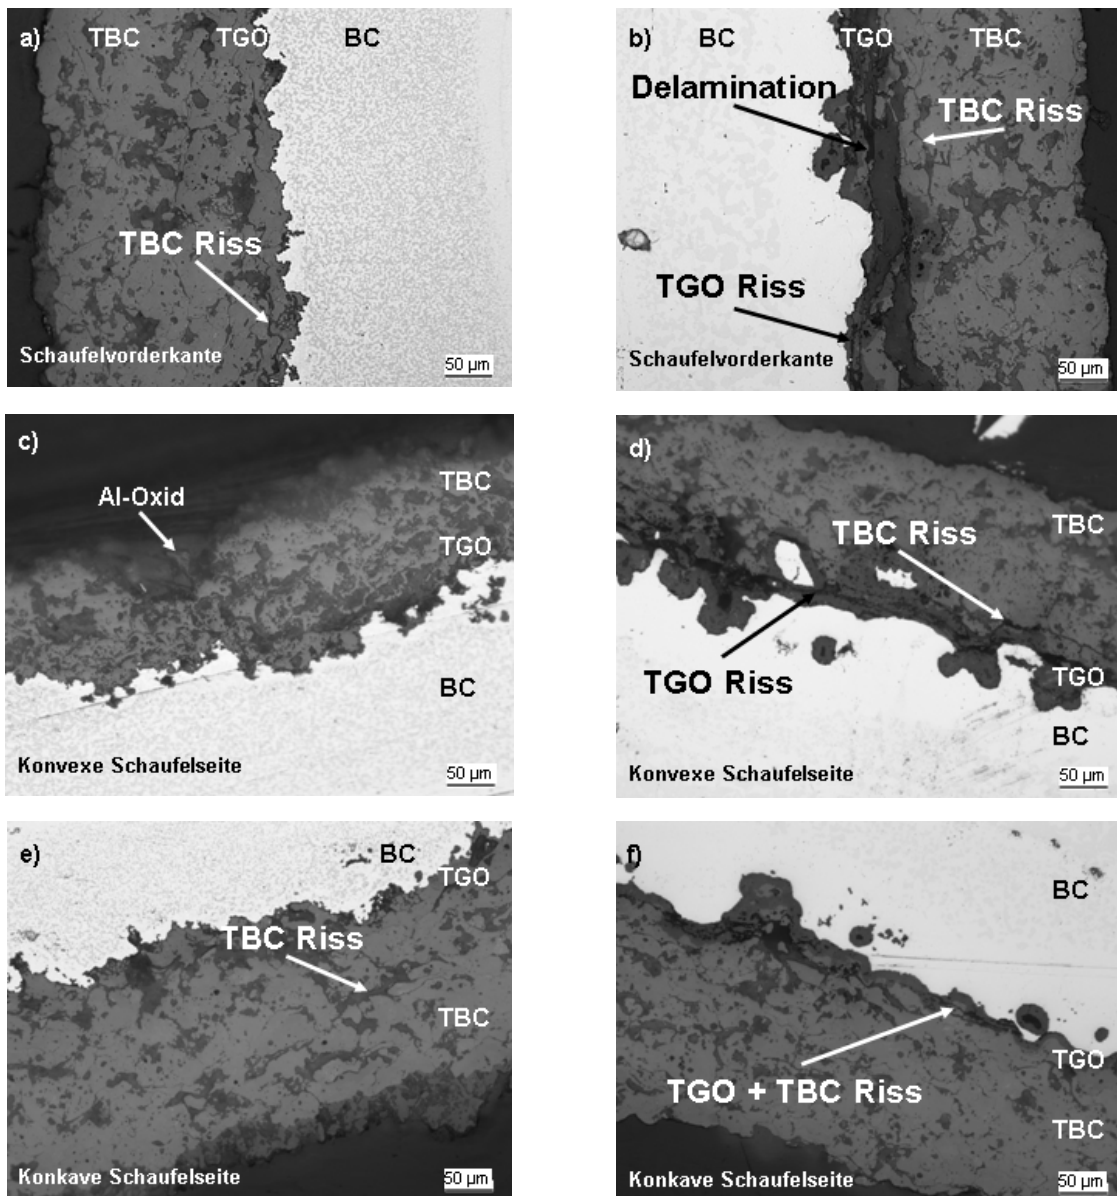 a) TBC TGO BC
TBC Riss
Schaufelvorderkante
50 µm
b) BC TGO TBC
Delamination
TBC Riss
TGO Riss
Schaufelvorderkante
50 µm
c)
TBC
Al-Oxid
TGO
BC
Konvexe Schaufelseite
50 µm
d)
TBC
TBC Riss
TGO Riss
TGO
BC
Konvexe Schaufelseite
50 µm
e) BC
TGO
TBC Riss
TBC
Konkave Schaufelseite
50 µm
f)
BC
TGO
TGO + TBC Riss
TBC
Konkave Schaufelseite
50 µm